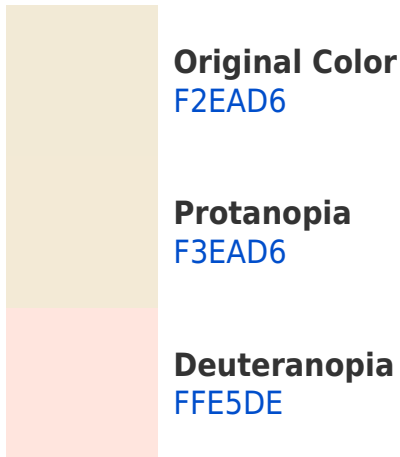 Original Color
F2EAD6
Protanopia
F3EAD6
Deuteranopia
FFE5DE